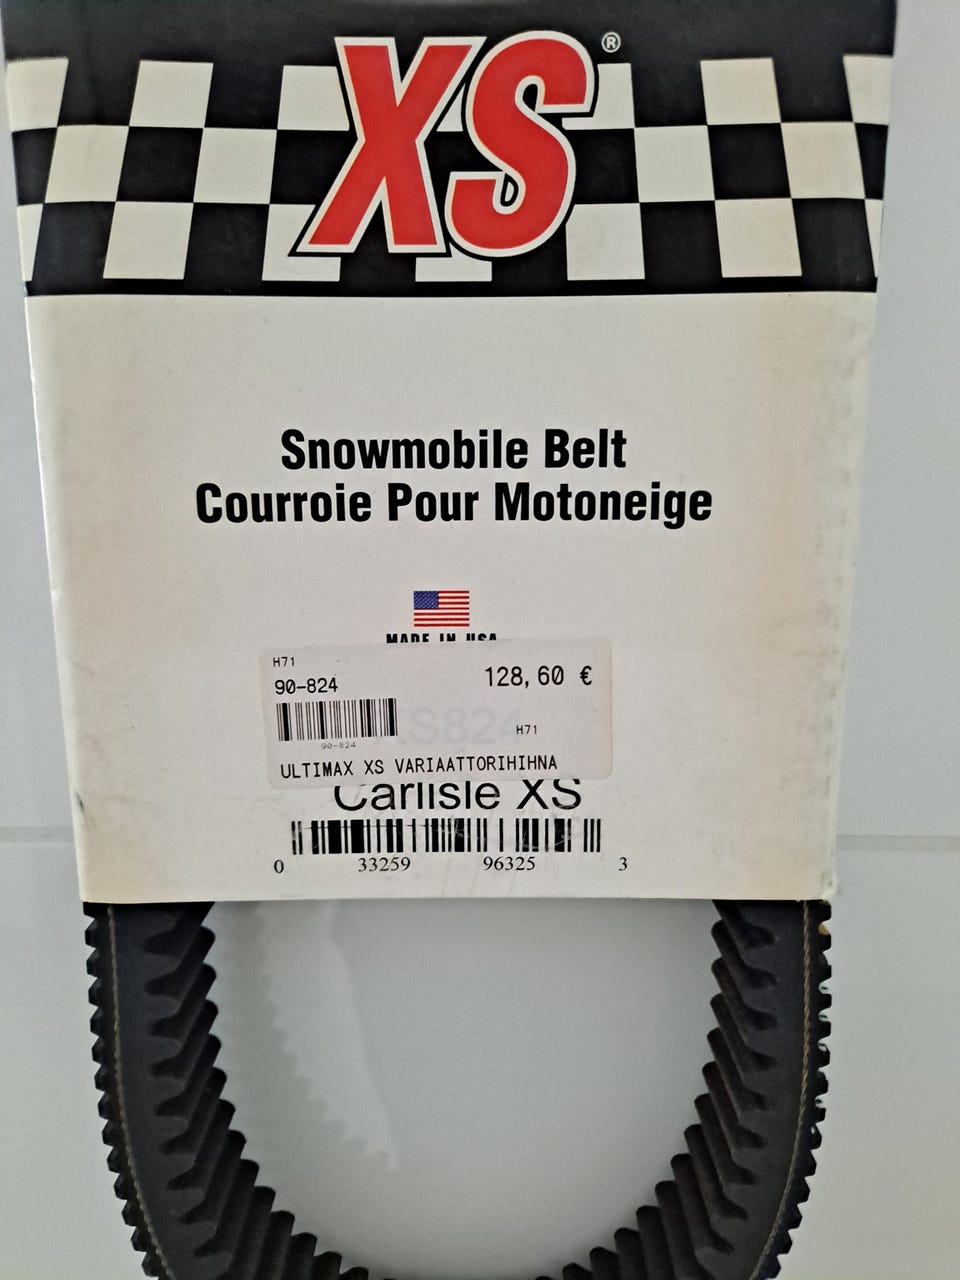 XS®
Snowmobile Belt
Courroie Pour Motoneige
MADE IN USA
H71
90-824
128,60 €
XS824
H71
90-824
ULTIMAX XS VARIAATTORIHIHNA
Carlisle XS
0 33259 96325 3